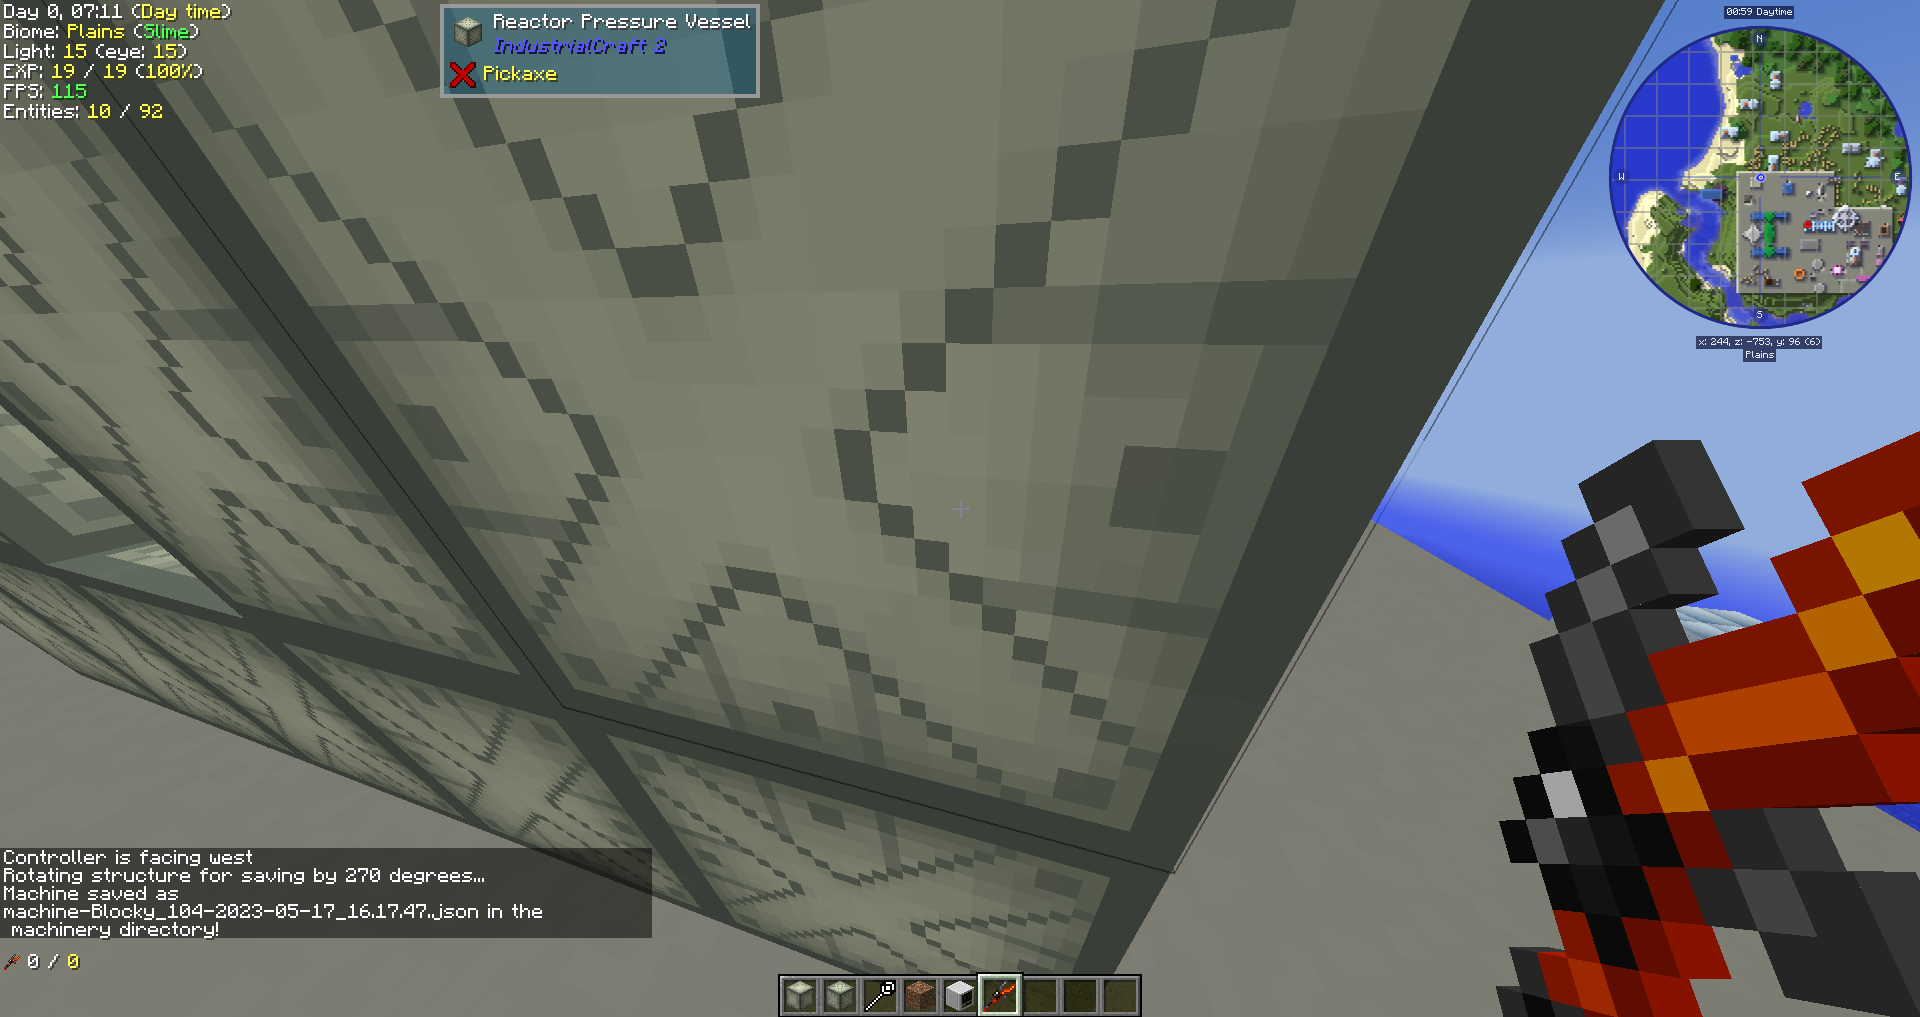 Day 0, 07:11 (Day time)
Biome: Plains (Slime)
Light: 15 (eye: 15)
EXP: 19 / 19 (100%)
FPS: 115
Entities: 10 / 92
Reactor Pressure Vessel
IndustrialCraft 2
Pickaxe
00:59 Daytime
N
W
E
S
x: 244, z: -753, y: 96 (6)
Plains
Controller is facing west
Rotating structure for saving by 270 degrees...
Machine saved as
machine-Blocky_104-2023-05-17_16.17.47.json in the
machinery directory!
0 / 0